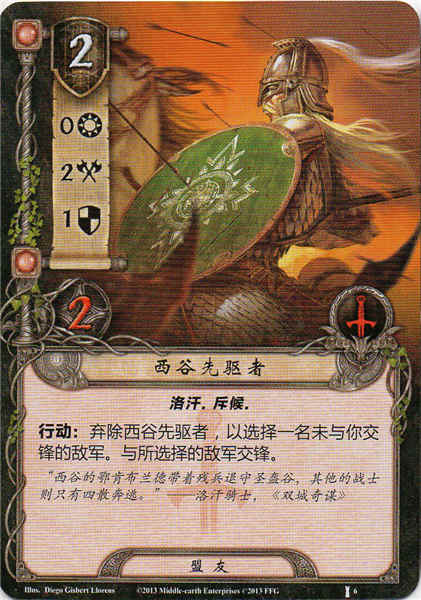 2
0
2
1
2
西谷先驱者
洛汗. 斥候.
行动：弃除西谷先驱者，以选择一名未与你交
锋的敌军。与所选择的敌军交锋。
“西谷的鄂肯布兰德带着残兵退守圣盔谷，其他的战士
则只有四散奔逃。”——洛汗骑士，《双城奇谋》
盟友
Illus. Diego Gisbert Llorens ©2013 Middle-earth Enterprises ©2013 FFG 6